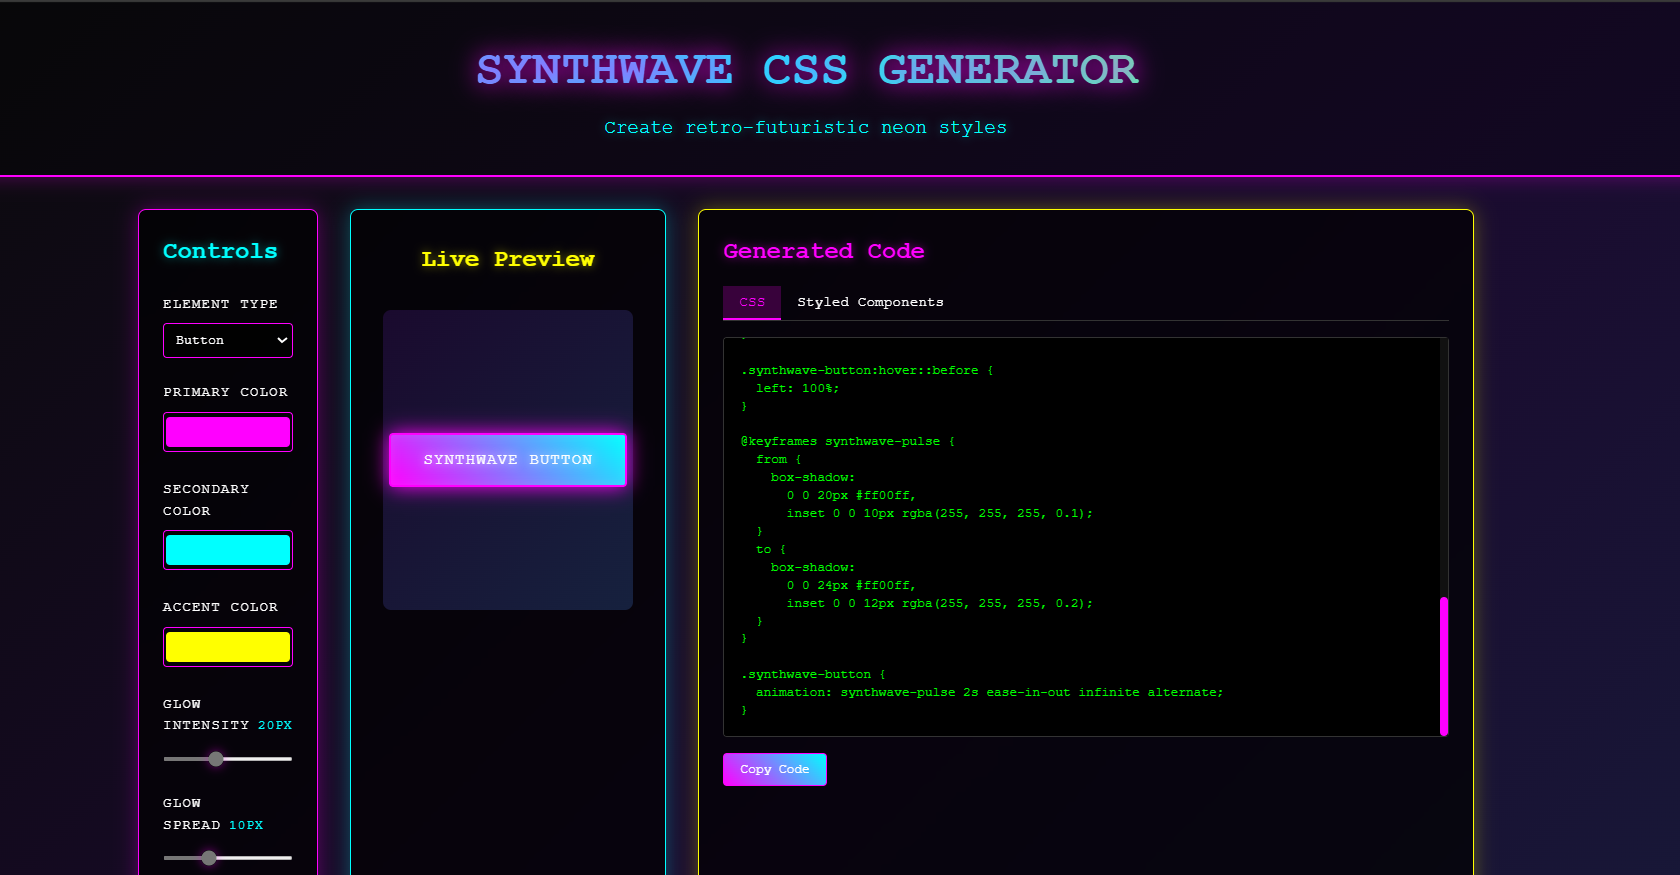 SYNTHWAVE CSS GENERATOR
Create retro-futuristic neon styles
Controls
ELEMENT TYPE
Button
PRIMARY COLOR
SECONDARY
COLOR
ACCENT COLOR
GLOW
INTENSITY 20PX
GLOW
SPREAD 10PX
Live Preview
SYNTHWAVE BUTTON
Generated Code
CSS Styled Components
.synthwave-button:hover::before {
  left: 100%;
}
@keyframes synthwave-pulse {
  from {
    box-shadow:
      0 0 20px #ff00ff,
      inset 0 0 10px rgba(255, 255, 255, 0.1);
  }
  to {
    box-shadow:
      0 0 24px #ff00ff,
      inset 0 0 12px rgba(255, 255, 255, 0.2);
  }
}
.synthwave-button {
  animation: synthwave-pulse 2s ease-in-out infinite alternate;
}
Copy Code